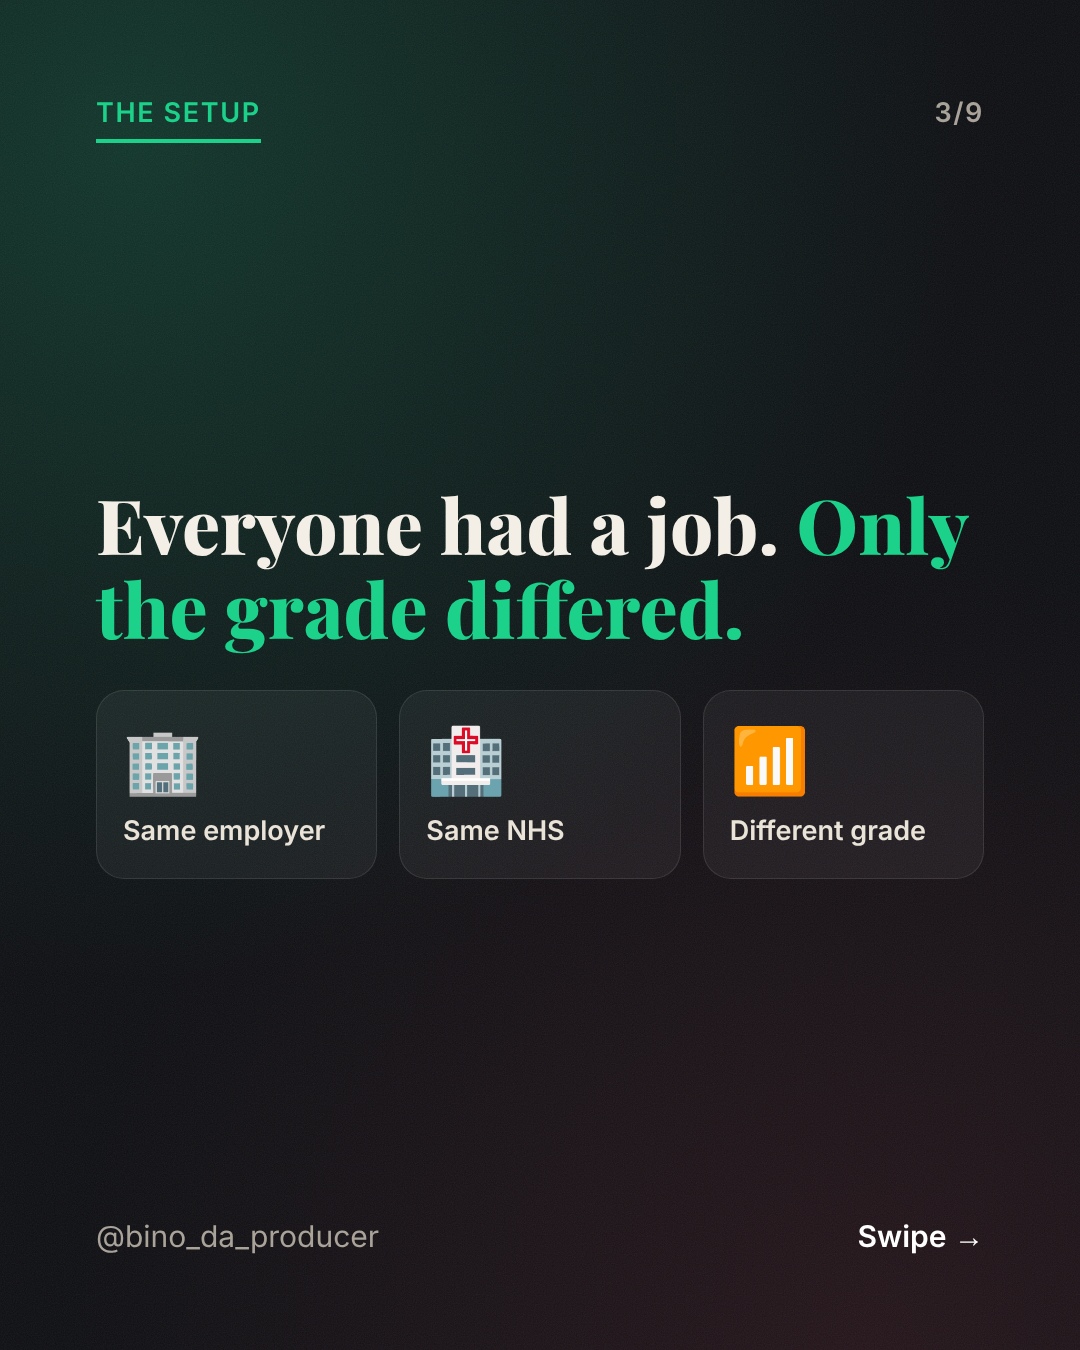 THE SETUP
3/9
Everyone had a job. Only
the grade differed.
Same employer
Same NHS
Different grade
@bino_da_producer
Swipe →